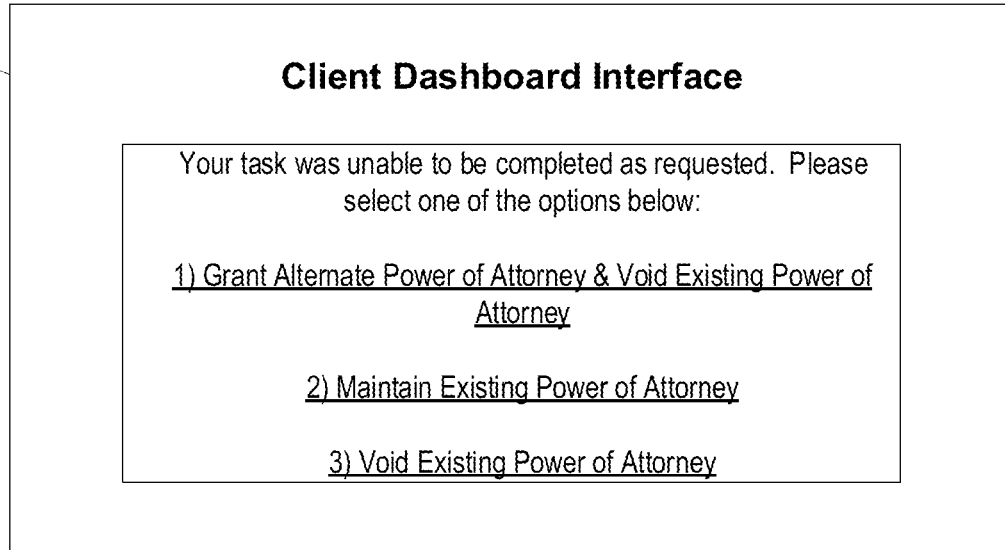 Client Dashboard Interface
Your task was unable to be completed as requested.  Please
select one of the options below:
1) Grant Alternate Power of Attorney & Void Existing Power of
Attorney
2) Maintain Existing Power of Attorney
3) Void Existing Power of Attorney